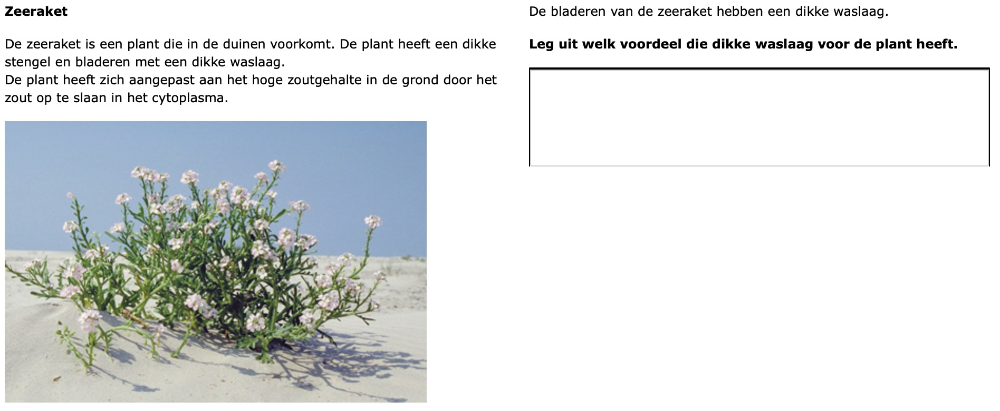 Zeeraket
De zeeraket is een plant die in de duinen voorkomt. De plant heeft een dikke
stengel en bladeren met een dikke waslaag.
De plant heeft zich aangepast aan het hoge zoutgehalte in de grond door het
zout op te slaan in het cytoplasma.
De bladeren van de zeeraket hebben een dikke waslaag.
Leg uit welk voordeel die dikke waslaag voor de plant heeft.